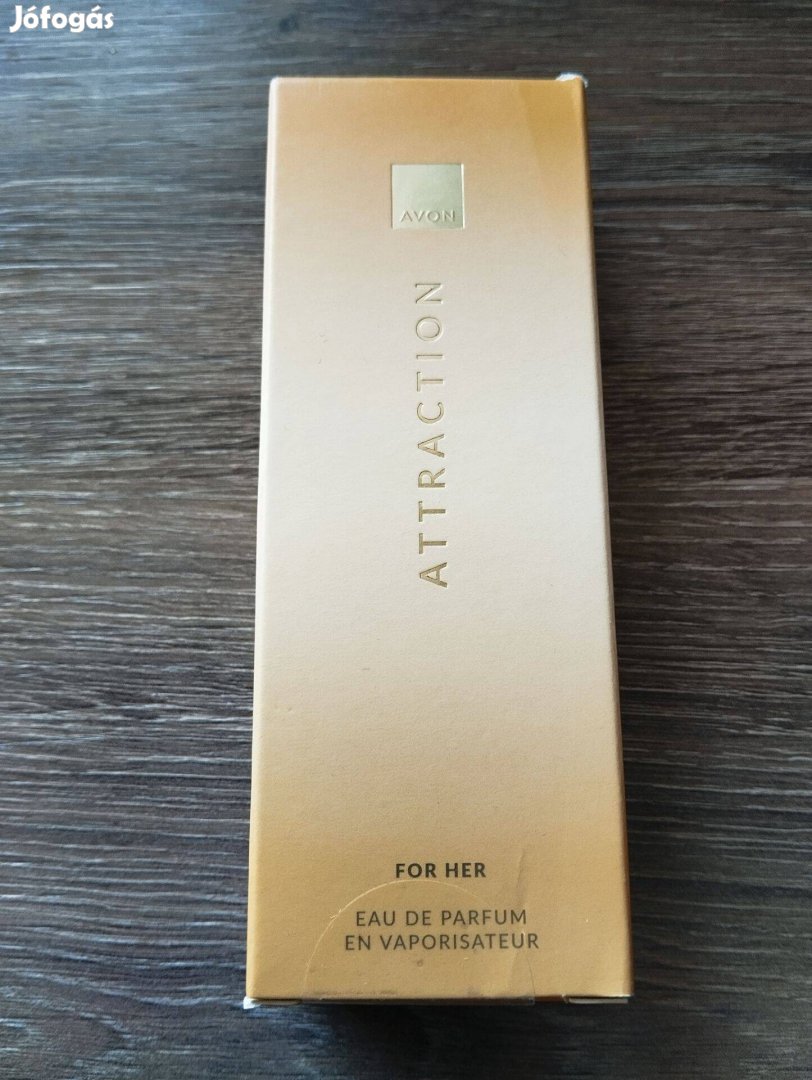 Jófogás
AVON
ATTRACTION
FOR HER
EAU DE PARFUM
EN VAPORISATEUR